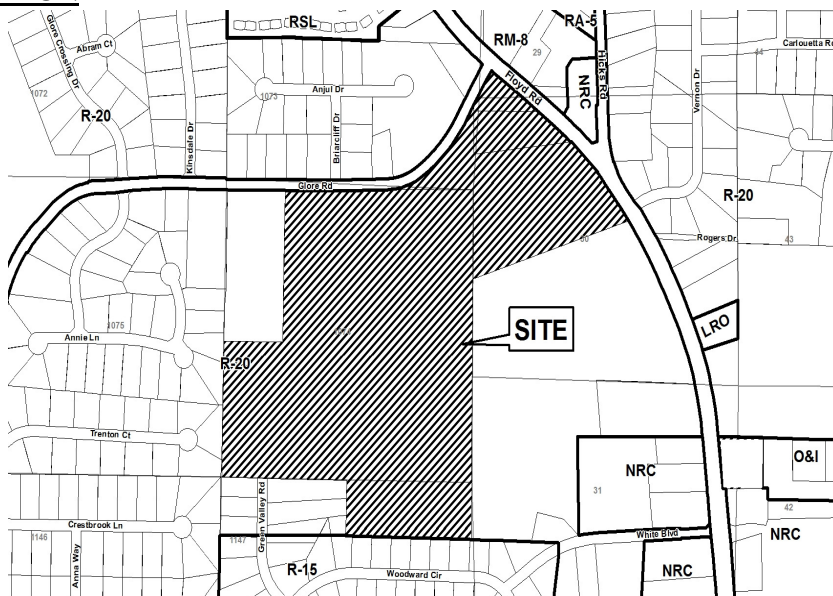 RSL
RA-5
RM-8
29
Glore Crossing Dr
Abram Ct
Hicks Rd
Carlouetta Rd
44
Floyd Rd
NRC
Vernon Dr
1072
1073
Anjul Dr
Briarcliff Dr
Kinsdale Dr
R-20
Glore Rd
R-20
Rogers Dr
43
30
SITE
LRO
1075
Annie Ln
R-20
Trenton Ct
NRC
O&I
31
Green Valley Rd
42
Crestbrook Ln
1146
1147
White Blvd
NRC
Anna Way
R-15
Woodward Cir
NRC